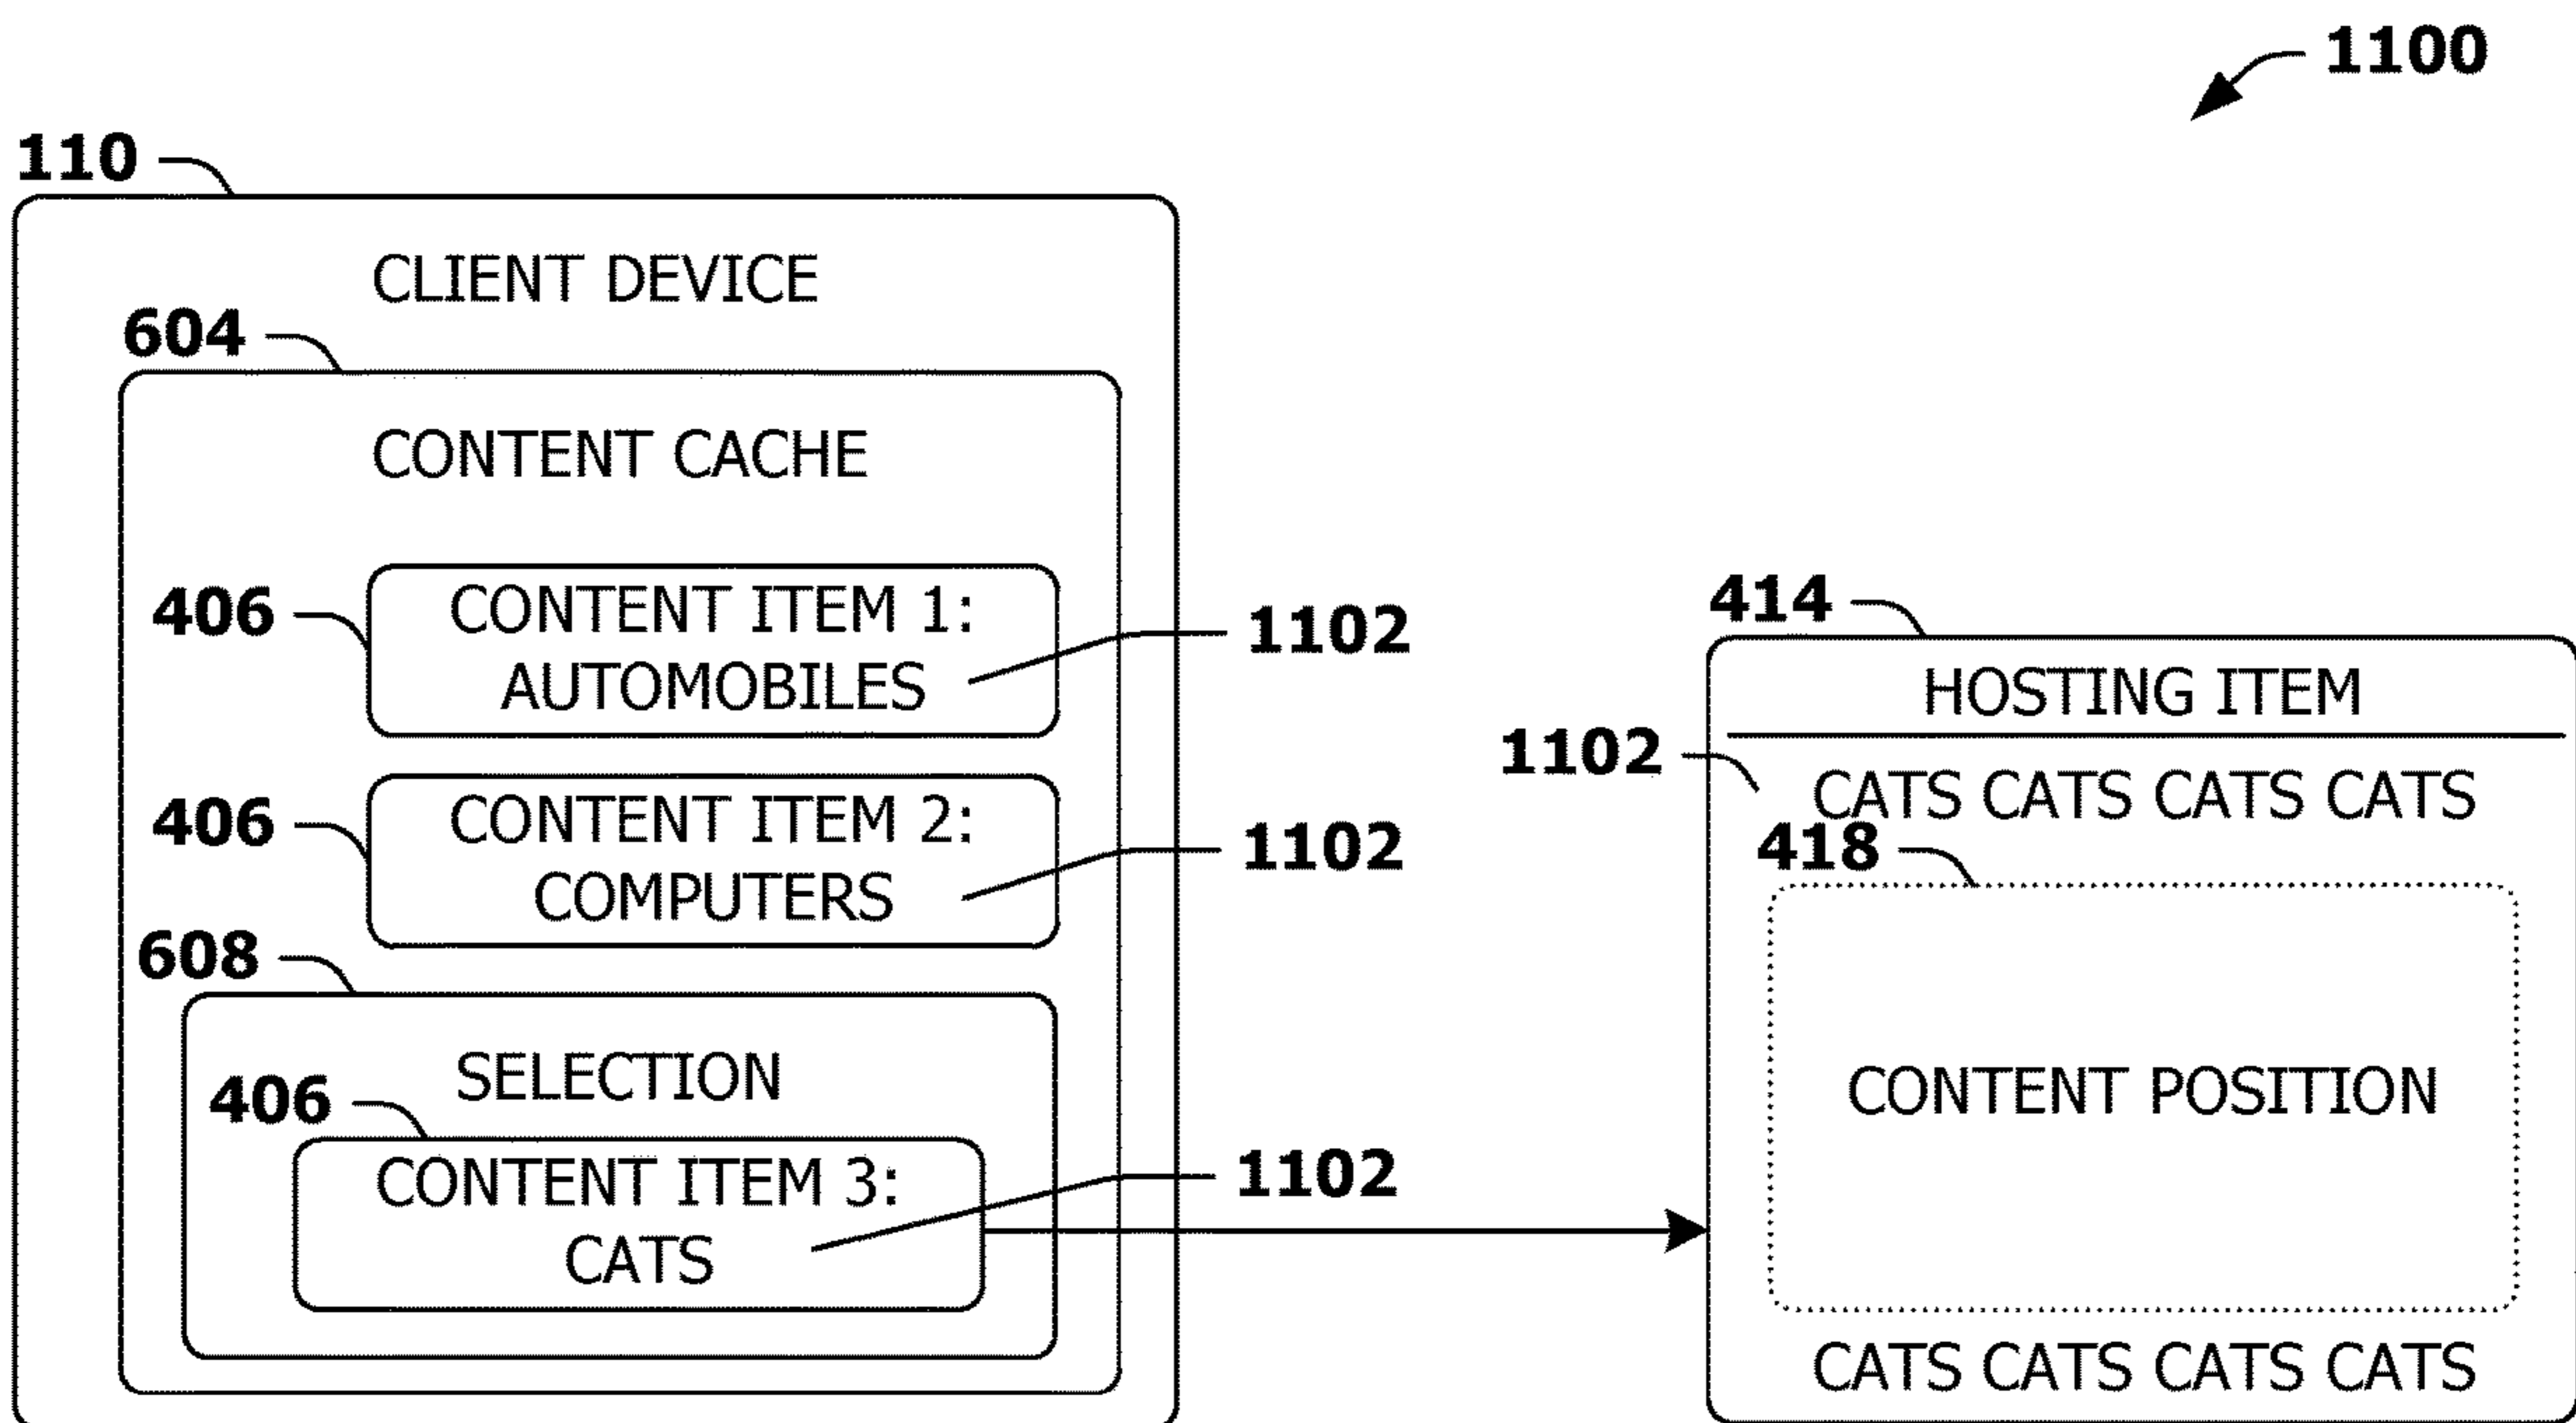 1100
110
CLIENT DEVICE
604
CONTENT CACHE
406
CONTENT ITEM 1:
AUTOMOBILES
1102
406
CONTENT ITEM 2:
COMPUTERS
1102
608
SELECTION
406
CONTENT ITEM 3:
CATS
1102
414
HOSTING ITEM
1102
CATS CATS CATS CATS
418
CONTENT POSITION
CATS CATS CATS CATS